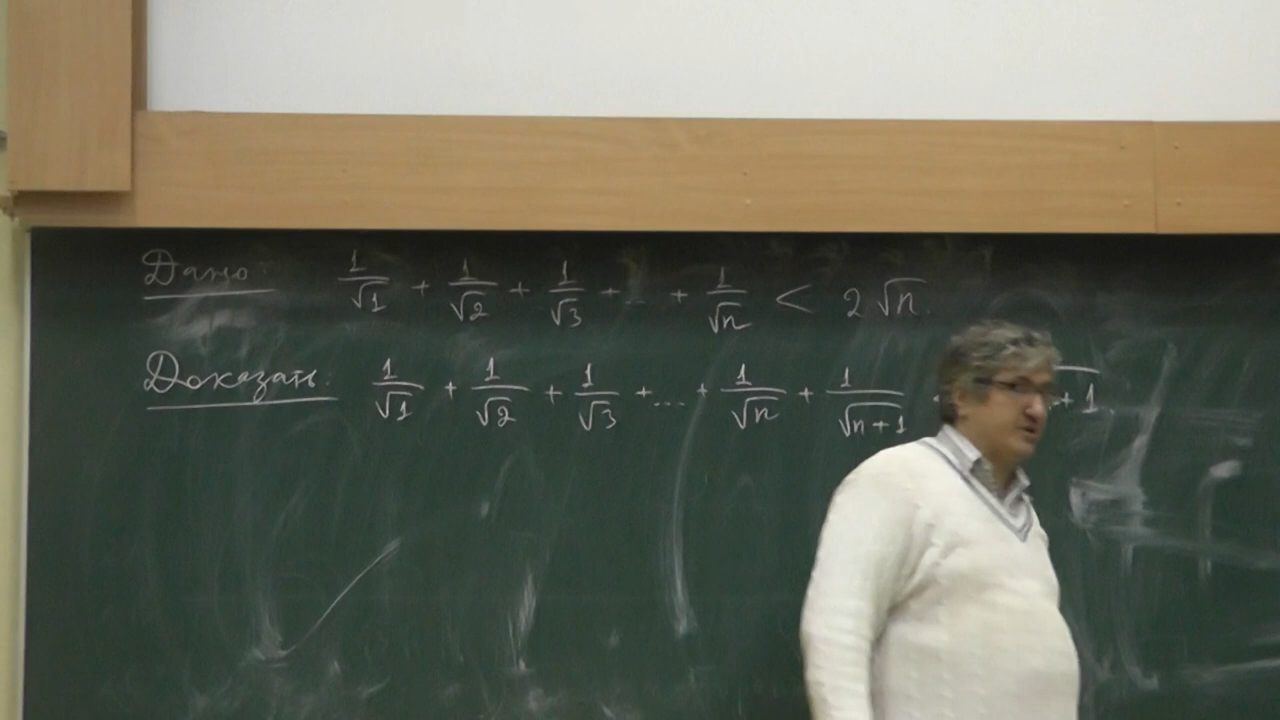 Дано: 1/√1 + 1/√2 + 1/√3 + ... + 1/√n < 2√n.
Доказать: 1/√1 + 1/√2 + 1/√3 + ... + 1/√n + 1/√(n+1) +1